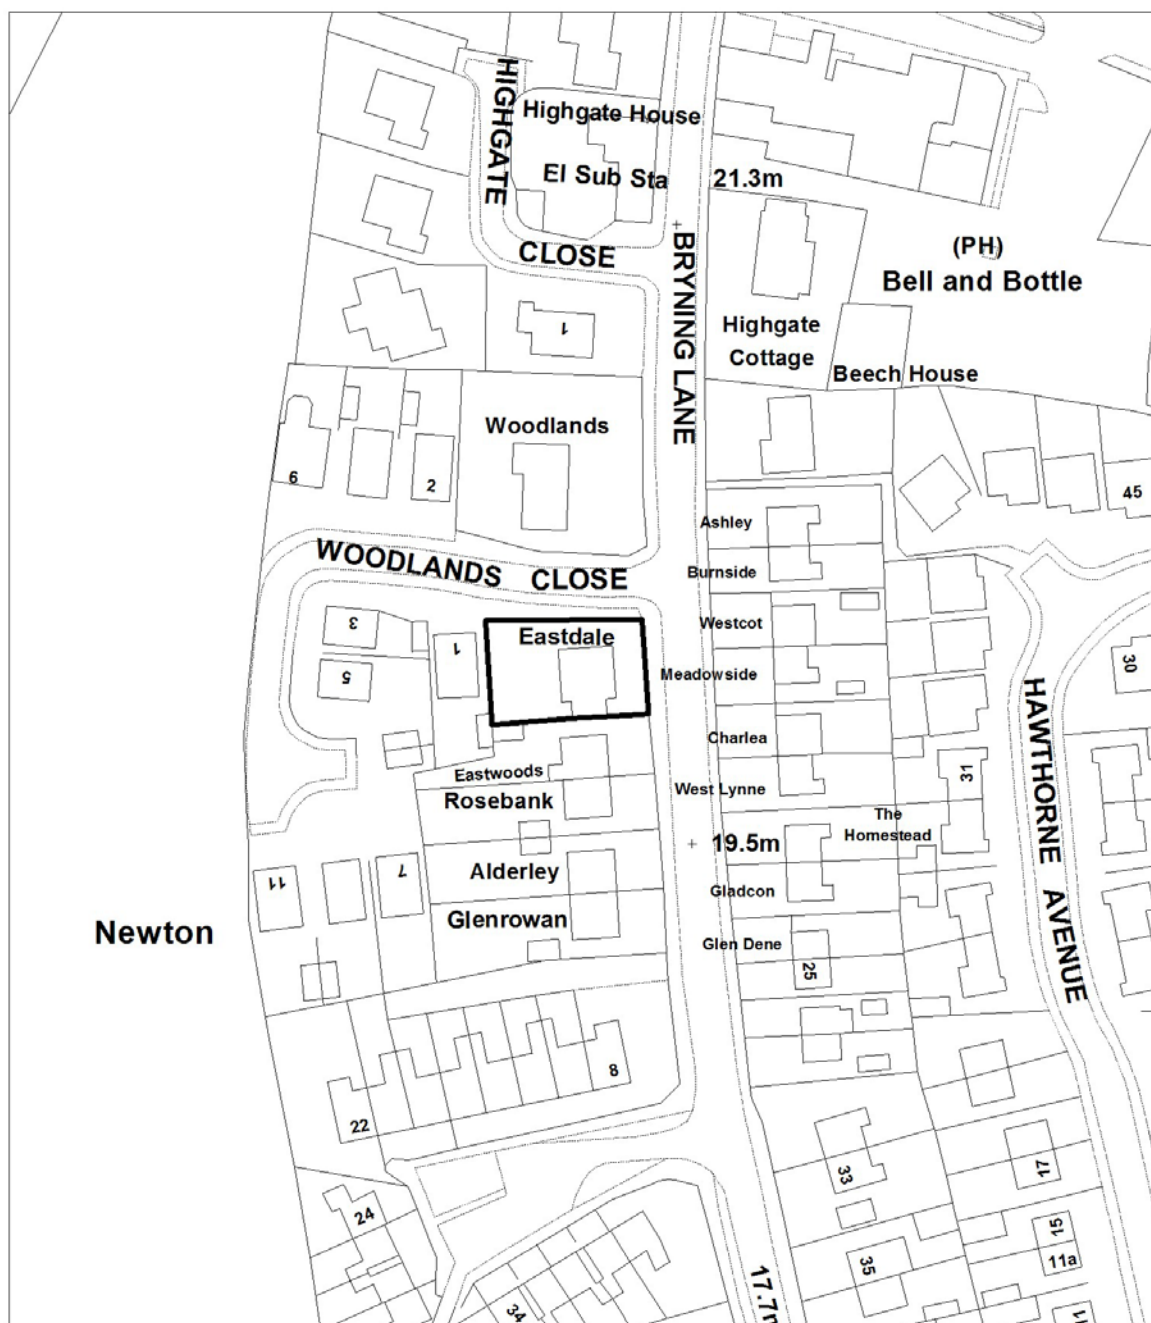 HIGHGATE
Highgate House
El Sub Sta
21.3m
CLOSE
BRYNING LANE
(PH)
Bell and Bottle
1
Highgate
Cottage
Beech House
Woodlands
6
2
45
Ashley
WOODLANDS CLOSE
Burnside
3
Eastdale
Westcot
1
5
Meadowside
30
HAWTHORNE AVENUE
Charlea
Eastwoods
West Lynne
31
Rosebank
The
Homestead
19.5m
Alderley
7
11
Gladcon
Glenrowan
Newton
Glen Dene
25
8
22
33
17
24
15
11a
35
34